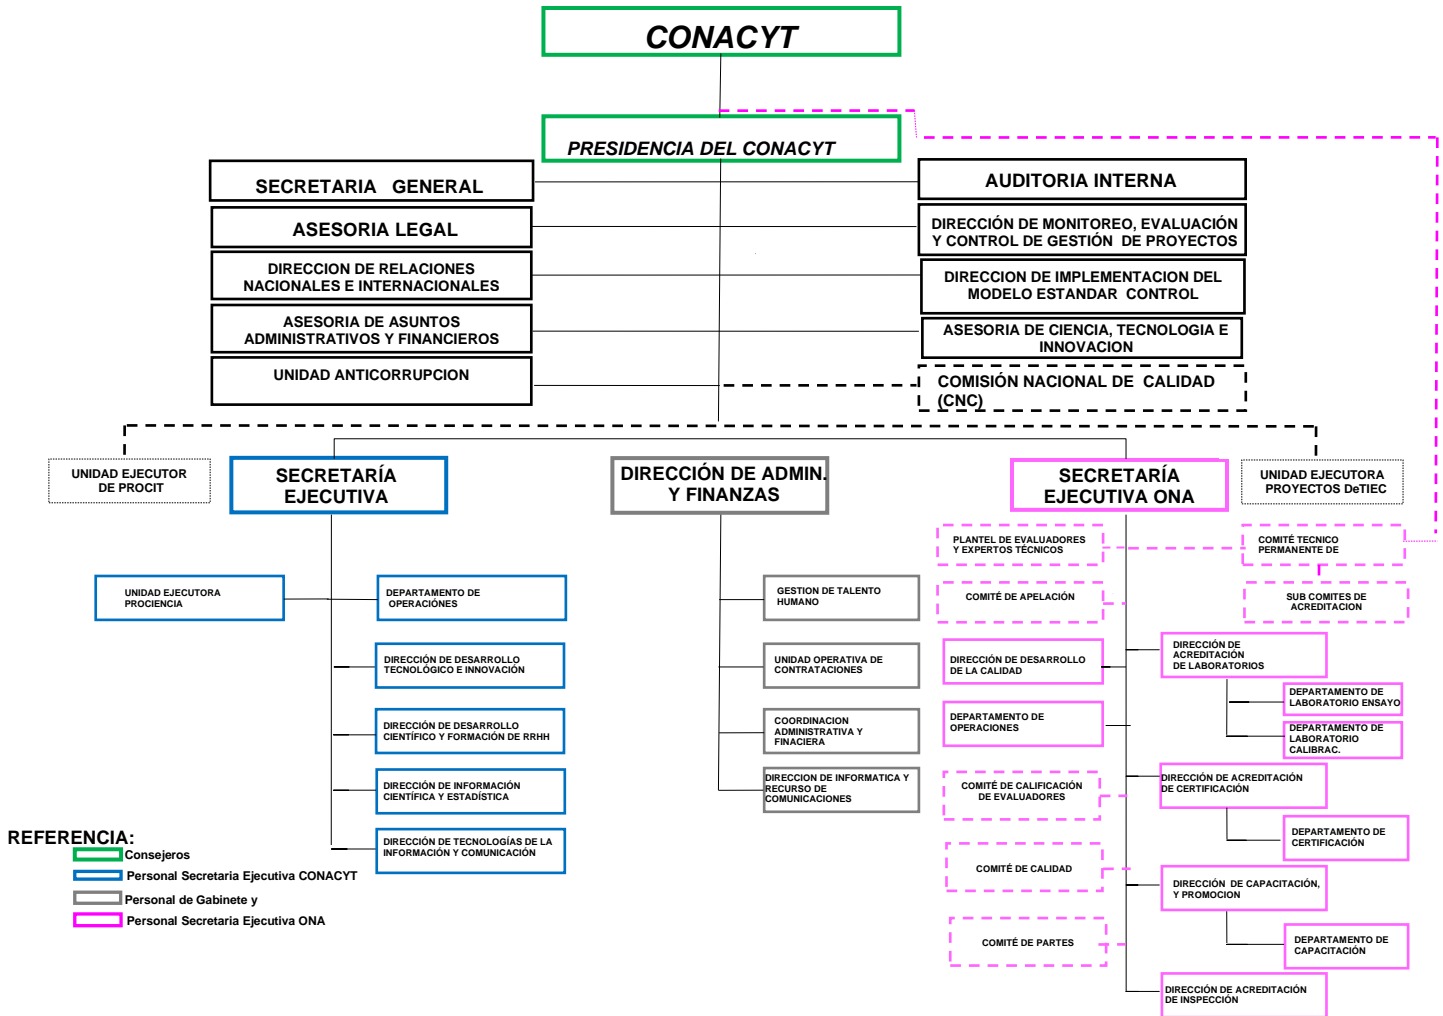 CONACYT
PRESIDENCIA DEL CONACYT
SECRETARIA GENERAL
AUDITORIA INTERNA
ASESORIA LEGAL
DIRECCIÓN DE MONITOREO, EVALUACIÓN
Y CONTROL DE GESTIÓN DE PROYECTOS
DIRECCION DE RELACIONES
NACIONALES E INTERNACIONALES
DIRECCION DE IMPLEMENTACION DEL
MODELO ESTANDAR CONTROL
ASESORIA DE ASUNTOS
ADMINISTRATIVOS Y FINANCIEROS
ASESORIA DE CIENCIA, TECNOLOGIA E
INNOVACION
UNIDAD ANTICORRUPCION
COMISIÓN NACIONAL DE CALIDAD
(CNC)
UNIDAD EJECUTOR
DE PROCIT
SECRETARÍA
EJECUTIVA
DIRECCIÓN DE ADMIN.
Y FINANZAS
SECRETARÍA
EJECUTIVA ONA
UNIDAD EJECUTORA
PROYECTOS DeTIEC
UNIDAD EJECUTORA
PROCIENCIA
DEPARTAMENTO DE
OPERACIÓNES
DIRECCIÓN DE DESARROLLO
TECNOLÓGICO E INNOVACIÓN
DIRECCIÓN DE DESARROLLO
CIENTÍFICO Y FORMACIÓN DE RRHH
DIRECCIÓN DE INFORMACIÓN
CIENTÍFICA Y ESTADÍSTICA
DIRECCIÓN DE TECNOLOGÍAS DE LA
INFORMACIÓN Y COMUNICACIÓN
GESTION DE TALENTO
HUMANO
UNIDAD OPERATIVA DE
CONTRATACIONES
COORDINACION
ADMINISTRATIVA Y
FINACIERA
DIRECCION DE INFORMATICA Y
RECURSO DE
COMUNICACIONES
PLANTEL DE EVALUADORES
Y EXPERTOS TÉCNICOS
COMITÉ TECNICO
PERMANENTE DE
COMITÉ DE APELACIÓN
SUB COMITES DE
ACREDITACION
DIRECCIÓN DE DESARROLLO
DE LA CALIDAD
DIRECCIÓN DE
ACREDITACIÓN
DE LABORATORIOS
DEPARTAMENTO DE
LABORATORIO ENSAYO
DEPARTAMENTO DE
OPERACIONES
DEPARTAMENTO DE
LABORATORIO
CALIBRAC.
COMITÉ DE CALIFICACIÓN
DE EVALUADORES
DIRECCIÓN DE ACREDITACIÓN
DE CERTIFICACIÓN
DEPARTAMENTO DE
CERTIFICACIÓN
COMITÉ DE CALIDAD
DIRECCIÓN DE CAPACITACIÓN,
Y PROMOCION
COMITÉ DE PARTES
DEPARTAMENTO DE
CAPACITACIÓN
DIRECCIÓN DE ACREDITACIÓN
DE INSPECCIÓN
REFERENCIA:
Consejeros
Personal Secretaria Ejecutiva CONACYT
Personal de Gabinete y
Personal Secretaria Ejecutiva ONA